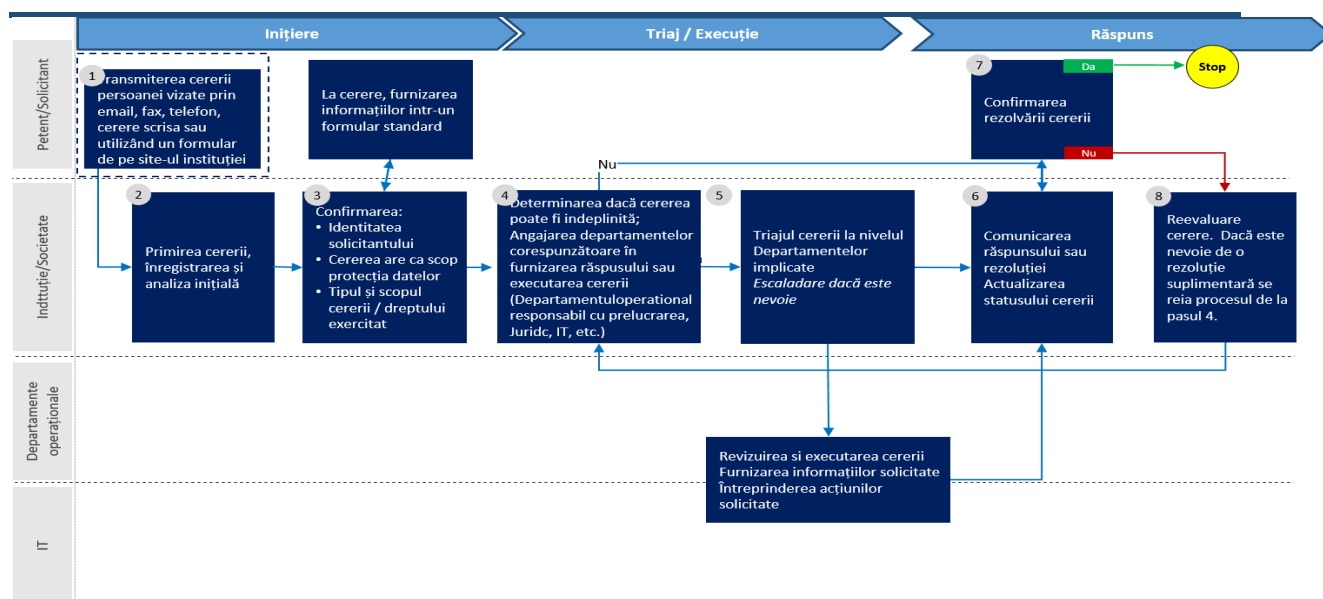 Inițiere
Triaj / Execuție
Răspuns
Petent/Solicitant
1
Transmiterea cererii
persoanei vizate prin
email, fax, telefon,
cerere scrisa sau
utilizând un formular
de pe site-ul instituției
La cerere, furnizarea
informațiilor intr-un
formular standard
7
Da
Confirmarea
rezolvării cererii
Nu
Stop
Nu
Indttuție/Societate
2
Primirea cererii,
înregistrarea și
analiza inițială
3
Confirmarea:
• Identitatea
solicitantului
• Cererea are ca scop
protecția datelor
• Tipul și scopul
cererii / dreptului
exercitat
4
Determinarea dacă cererea
poate fi indeplinită;
Angajarea departamentelor
corespunzătoare în
furnizarea răspusului sau
executarea cererii
(Departamentuloperational
responsabil cu prelucrarea,
Juridc, IT, etc.)
5
Triajul cererii la nivelul
Departamentelor
implicate
Escaladare dacă este
nevoie
6
Comunicarea
răspunsului sau
rezoluției
Actualizarea
statusului cererii
8
Reevaluare
cerere. Dacă este
nevoie de o
rezoluție
suplimentară se
reia procesul de la
pasul 4.
Departamente
operaționale
Revizuirea si executarea cererii
Furnizarea informațiilor solicitate
Întreprinderea acțiunilor
solicitate
IT